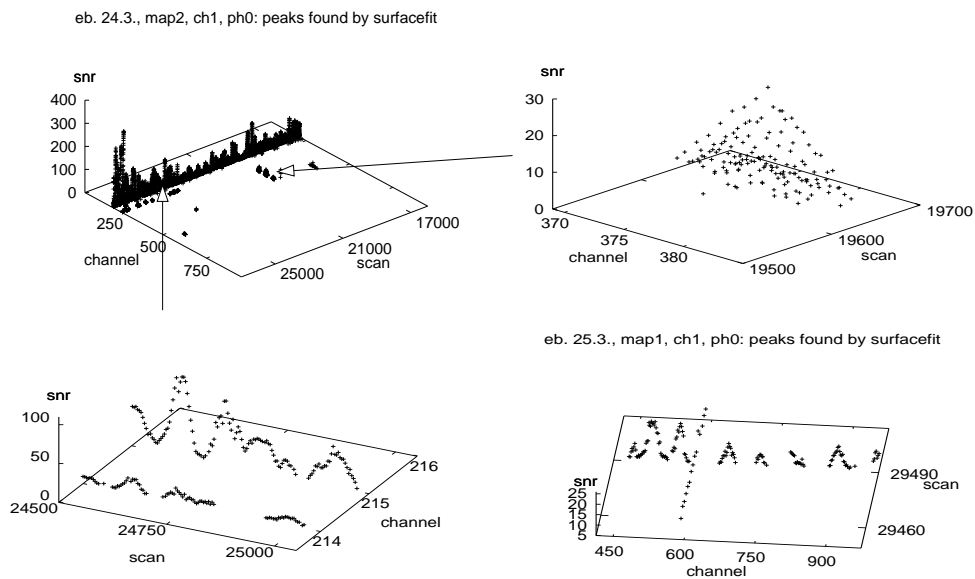 eb. 24.3., map2, ch1, ph0: peaks found by surfacefit
snr
400
300
200
100
0
250
500
750
channel
25000
21000
17000
scan
snr
30
20
10
0
370
375
380
channel
19500
19600
19700
scan
snr
100
50
0
24500
24750
25000
scan
214
215
216
channel
eb. 25.3., map1, ch1, ph0: peaks found by surfacefit
snr
25
20
15
10
5
450
600
750
900
channel
29460
29490
scan